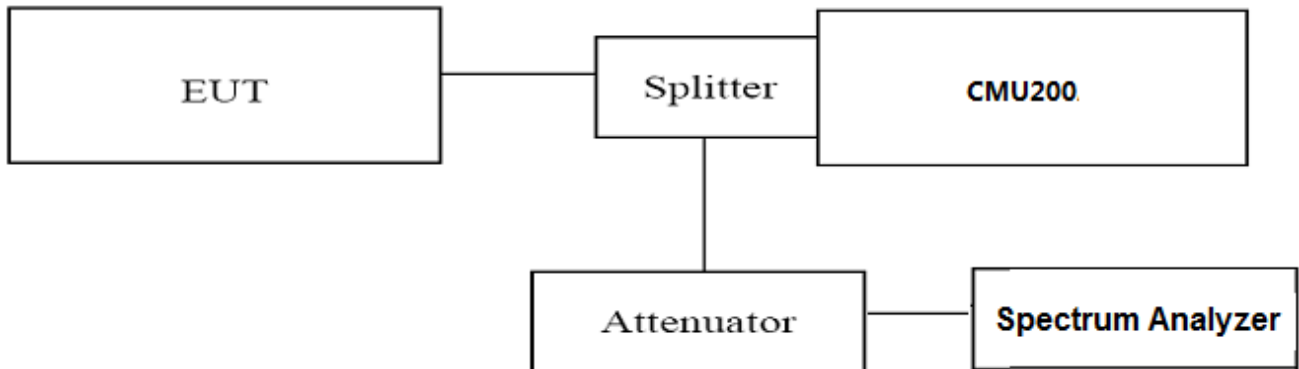 EUT
Splitter
CMU200.
Attenuator
Spectrum Analyzer